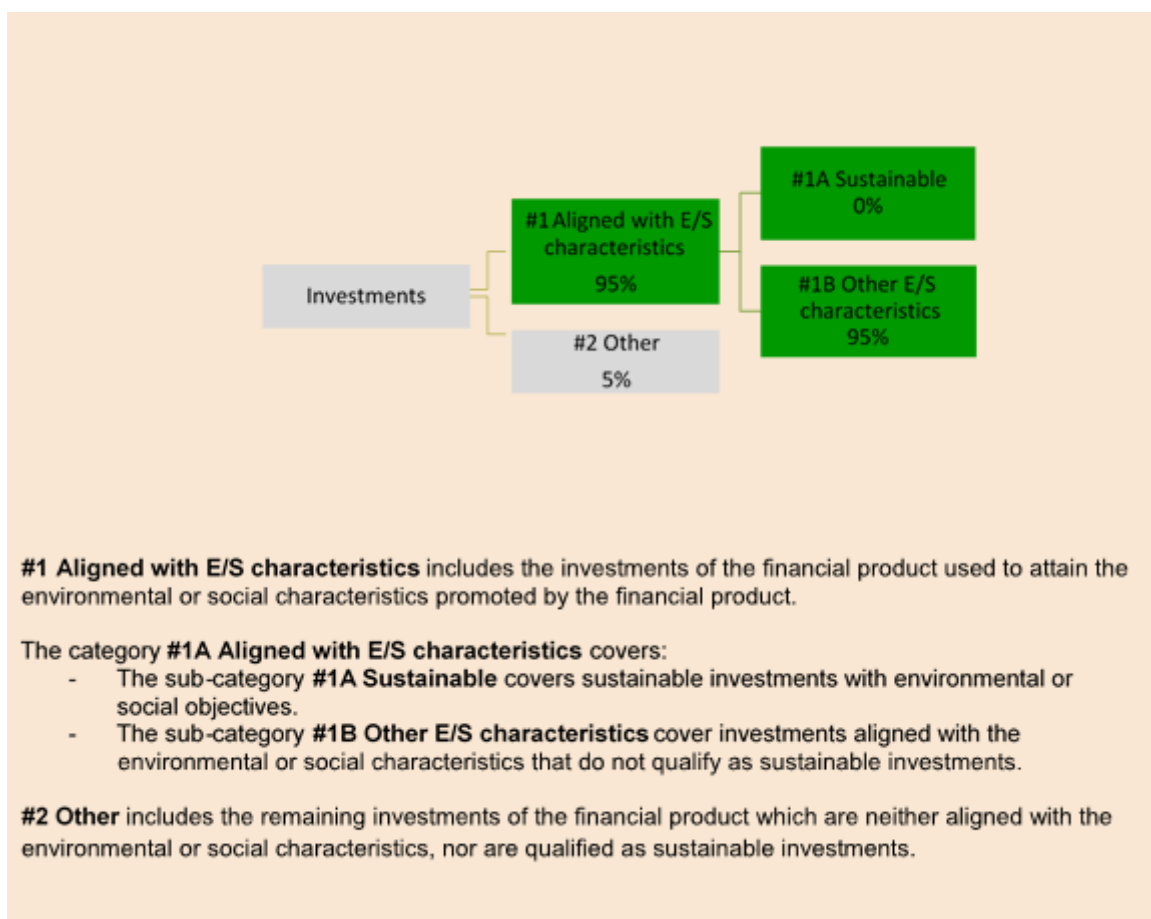 #1A Sustainable
0%
#1 Aligned with E/S
characteristics
95%
Investments
#1B Other E/S
characteristics
95%
#2 Other
5%
#1 Aligned with E/S characteristics includes the investments of the financial product used to attain the
environmental or social characteristics promoted by the financial product.
The category #1A Aligned with E/S characteristics covers:
- The sub-category #1A Sustainable covers sustainable investments with environmental or
social objectives.
- The sub-category #1B Other E/S characteristics cover investments aligned with the
environmental or social characteristics that do not qualify as sustainable investments.
#2 Other includes the remaining investments of the financial product which are neither aligned with the
environmental or social characteristics, nor are qualified as sustainable investments.